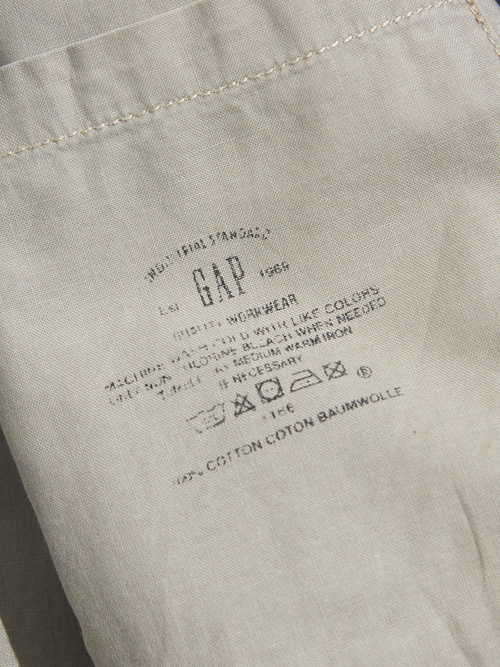 INDUSTRIAL STANDARD
EST. GAP 1969
QUALITY WORKWEAR
MACHINE WASH COLD WITH LIKE COLORS
ONLY NON-CHLORINE BLEACH WHEN NEEDED
TUMBLE DRY MEDIUM WARM IRON
IF NECESSARY
®
100% COTTON COTON BAUMWOLLE